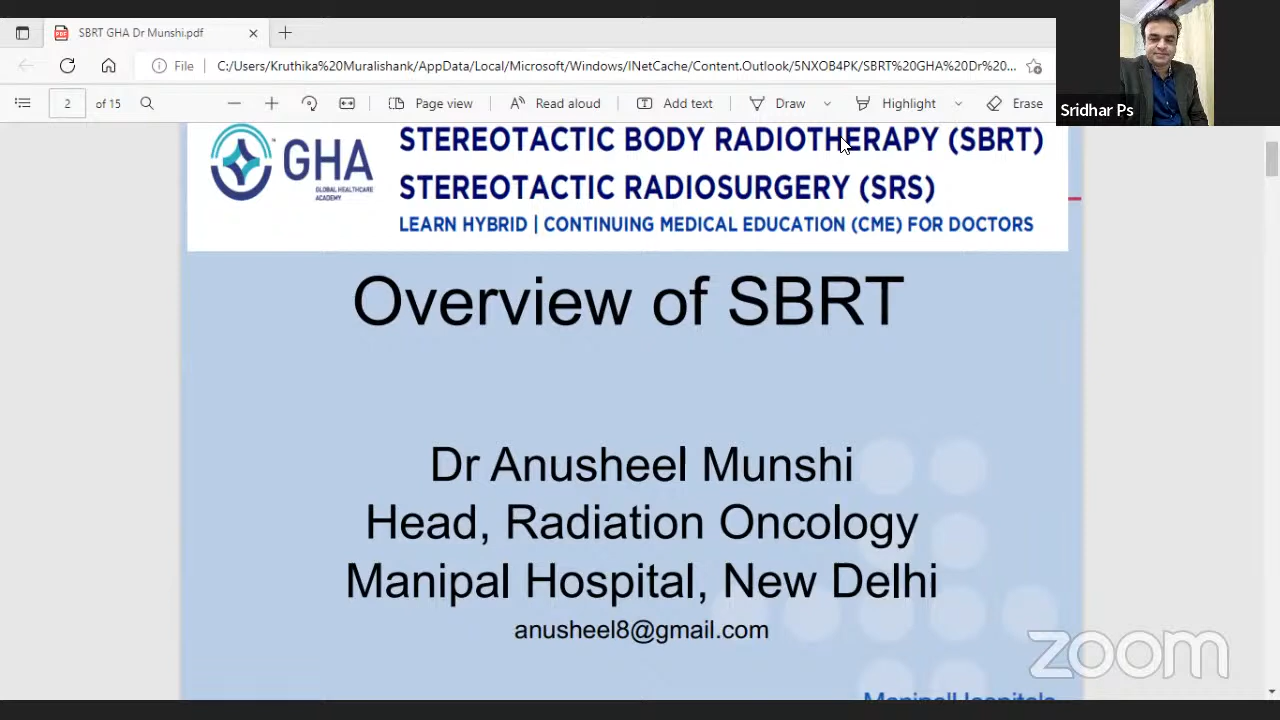 SBRT GHA Dr Munshi.pdf
File
C:/Users/Kruthika%20Muralishank/AppData/Local/Microsoft/Windows/INetCache/Content.Outlook/5NXOB4PK/SBRT%20GHA%20Dr%20...
2 of 15
Page view
Read aloud
Add text
Draw
Highlight
Erase
Sridhar Ps
GHA
GLOBAL HEALTHCARE
ACADEMY
STEREOTACTIC BODY RADIOTHERAPY (SBRT)
STEREOTACTIC RADIOSURGERY (SRS)
LEARN HYBRID | CONTINUING MEDICAL EDUCATION (CME) FOR DOCTORS
Overview of SBRT
Dr Anusheel Munshi
Head, Radiation Oncology
Manipal Hospital, New Delhi
anusheel8@gmail.com
zoom